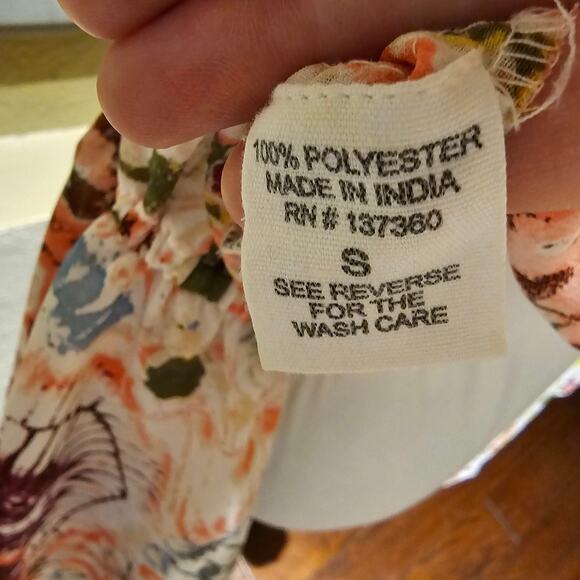 100% POLYESTER
MADE IN INDIA
RN # 137360
S
SEE REVERSE
FOR THE
WASH CARE